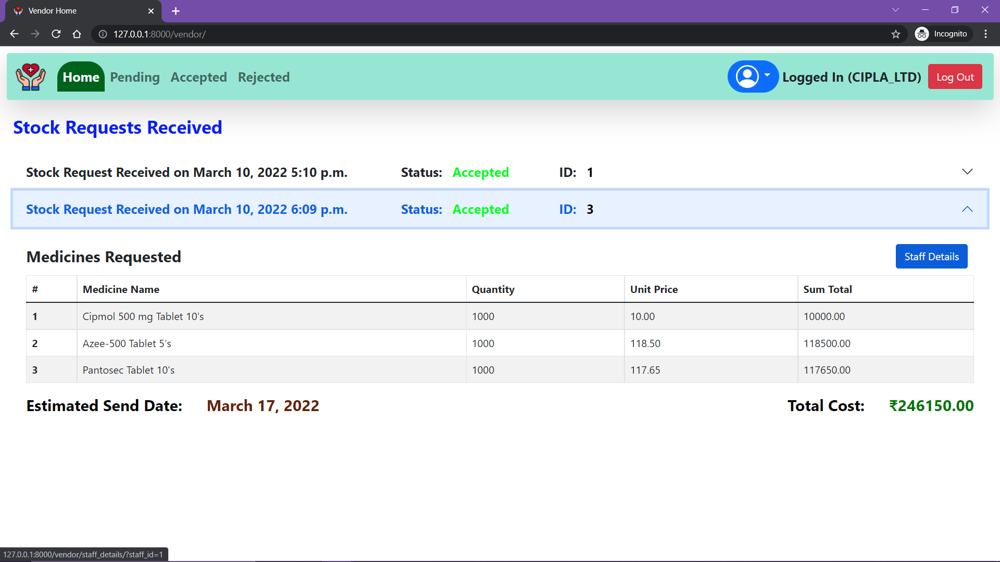 Vendor Home
127.0.0.1:8000/vendor/
Incognito
Home Pending Accepted Rejected Logged In (CIPLA_LTD) Log Out
Stock Requests Received
Stock Request Received on March 10, 2022 5:10 p.m. Status: Accepted ID: 1
Stock Request Received on March 10, 2022 6:09 p.m. Status: Accepted ID: 3
Medicines Requested Staff Details
# Medicine Name Quantity Unit Price Sum Total
1 Cipmol 500 mg Tablet 10's 1000 10.00 10000.00
2 Azee-500 Tablet 5's 1000 118.50 118500.00
3 Pantosec Tablet 10's 1000 117.65 117650.00
Estimated Send Date: March 17, 2022 Total Cost: ₹246150.00
127.0.0.1:8000/vendor/staff_details/?staff_id=1